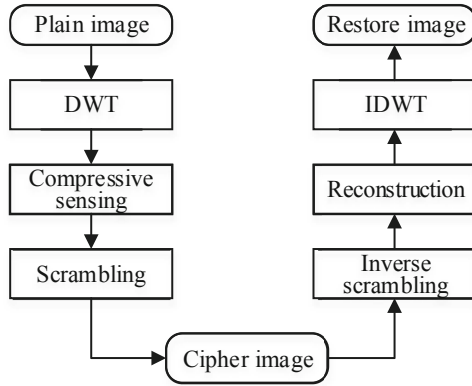 Plain image
DWT
Compressive
sensing
Scrambling
Cipher image
Inverse
scrambling
Reconstruction
IDWT
Restore image